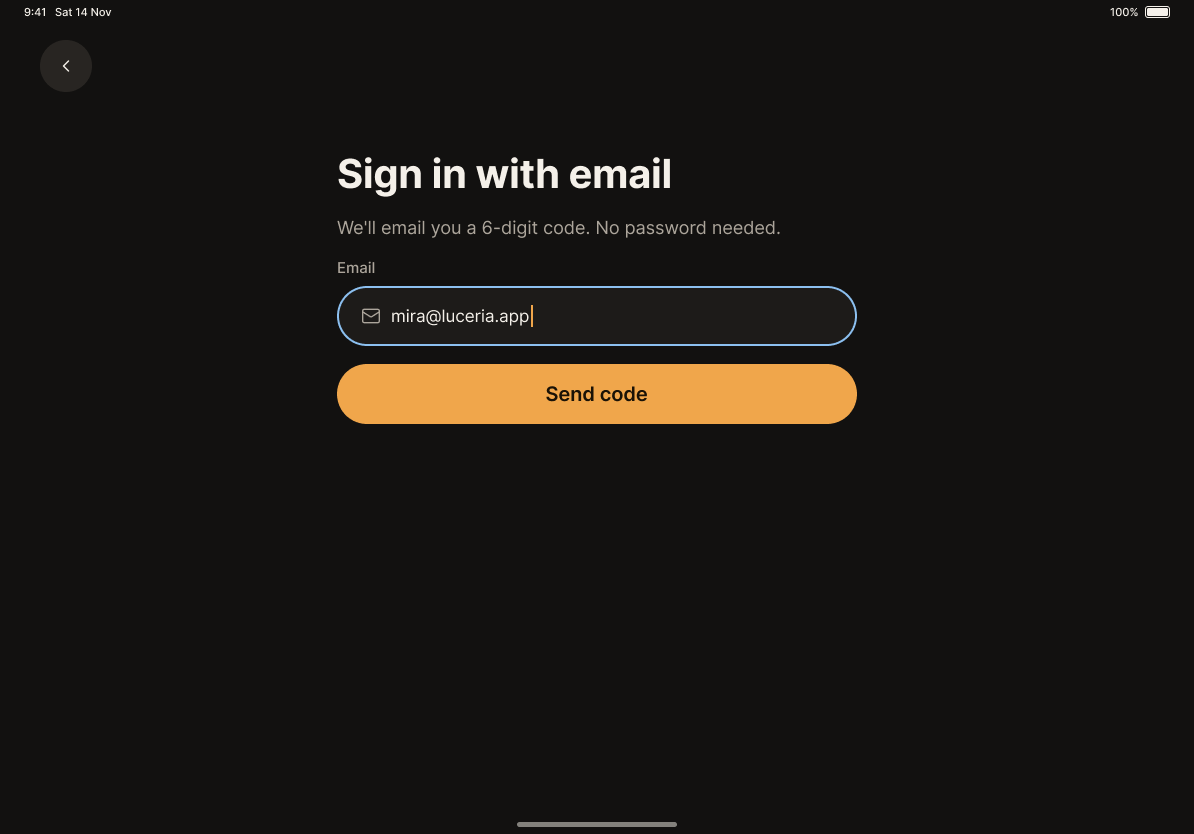 9:41 Sat 14 Nov
100%
Sign in with email
We'll email you a 6-digit code. No password needed.
Email
mira@luceria.app
Send code